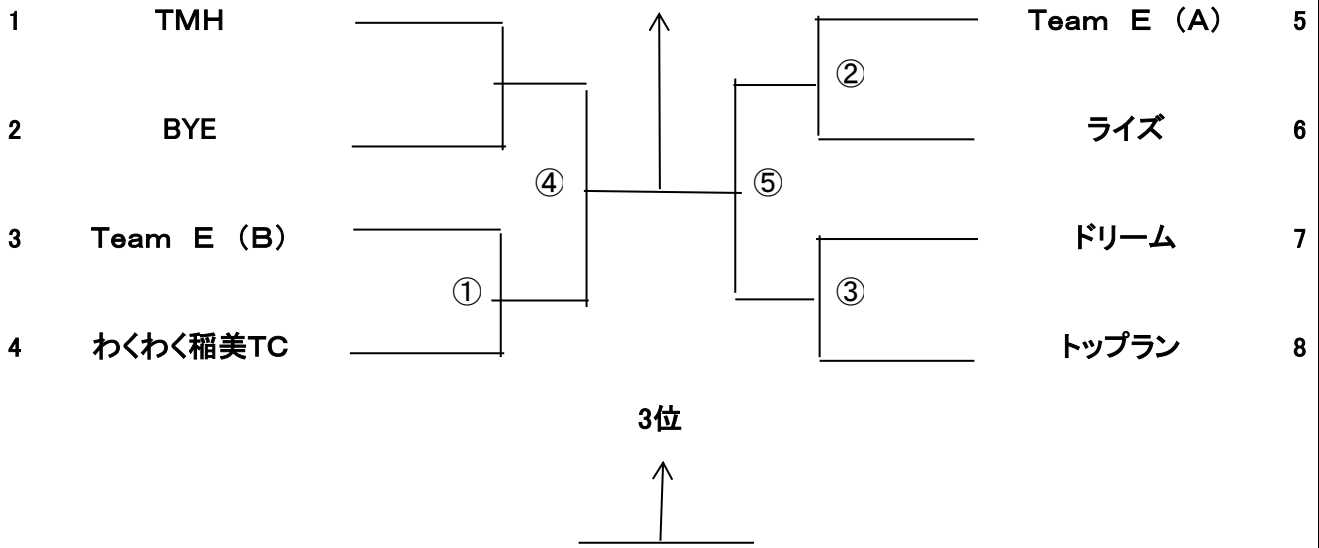 1 TMH Team E (A) 5
②
2 BYE ライズ 6
④ ⑤
3 Team E (B) ドリーム 7
① ③
4 わくわく稲美TC トップラン 8
3位